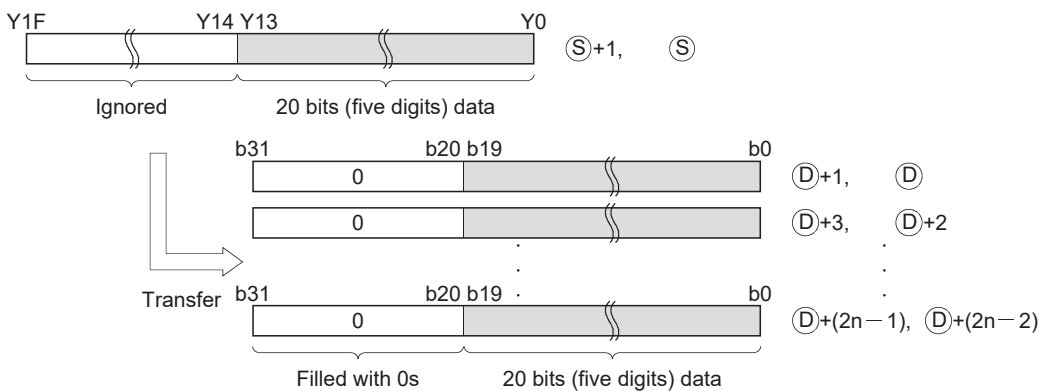 Y1F Y14 Y13 Y0
Ⓢ+1, Ⓢ
Ignored 20 bits (five digits) data
b31 b20 b19 b0
0 Ⓓ+1, Ⓓ
0 Ⓓ+3, Ⓓ+2
Transfer
b31 b20 b19 b0
0 Ⓓ+(2n－1), Ⓓ+(2n－2)
Filled with 0s 20 bits (five digits) data